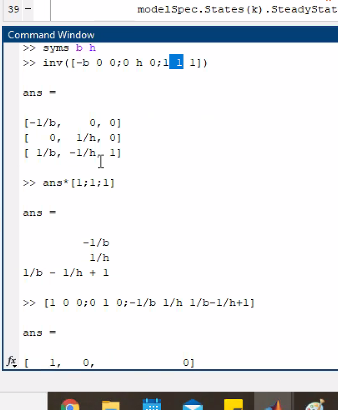 39 — modelSpec.States(k).SteadyStat
Command Window
>> syms b h
>> inv([-b 0 0;0 h 0;1 1 1])
ans =
[-1/b, 0, 0]
[ 0, 1/h, 0]
[ 1/b, -1/h, 1]
>> ans*[1;1;1]
ans =
-1/b
1/h
1/b - 1/h + 1
>> [1 0 0;0 1 0;-1/b 1/h 1/b-1/h+1]
ans =
fx [ 1, 0, 0]